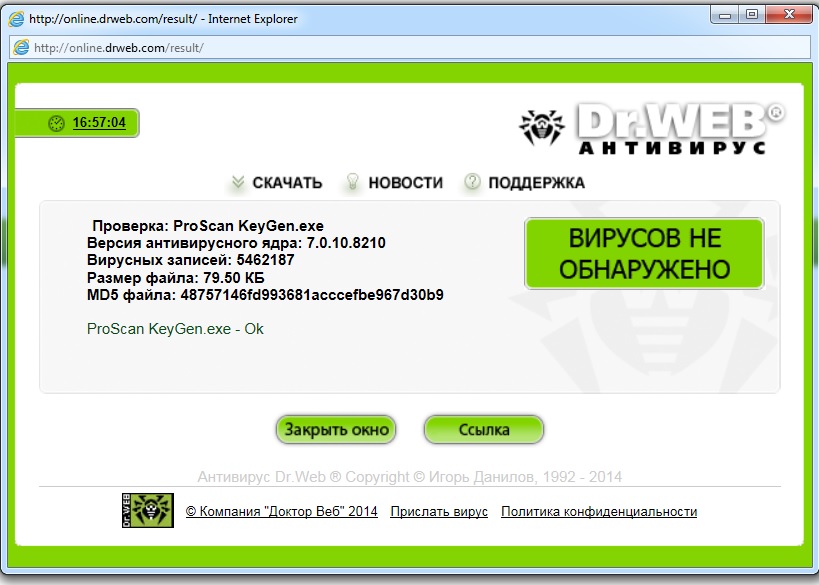 http://online.drweb.com/result/ - Internet Explorer
http://online.drweb.com/result/
16:57:04
Dr.WEB®
АНТИВИРУС
СКАЧАТЬ НОВОСТИ ПОДДЕРЖКА
Проверка: ProScan KeyGen.exe
Версия антивирусного ядра: 7.0.10.8210
Вирусных записей: 5462187
Размер файла: 79.50 КБ
MD5 файла: 48757146fd993681acccefbe967d30b9
ProScan KeyGen.exe - Ok
ВИРУСОВ НЕ
ОБНАРУЖЕНО
Закрыть окно Ссылка
Антивирус Dr.Web ® Copyright © Игорь Данилов, 1992 - 2014
Dr.WEB
© Компания "Доктор Веб" 2014 Прислать вирус Политика конфиденциальности